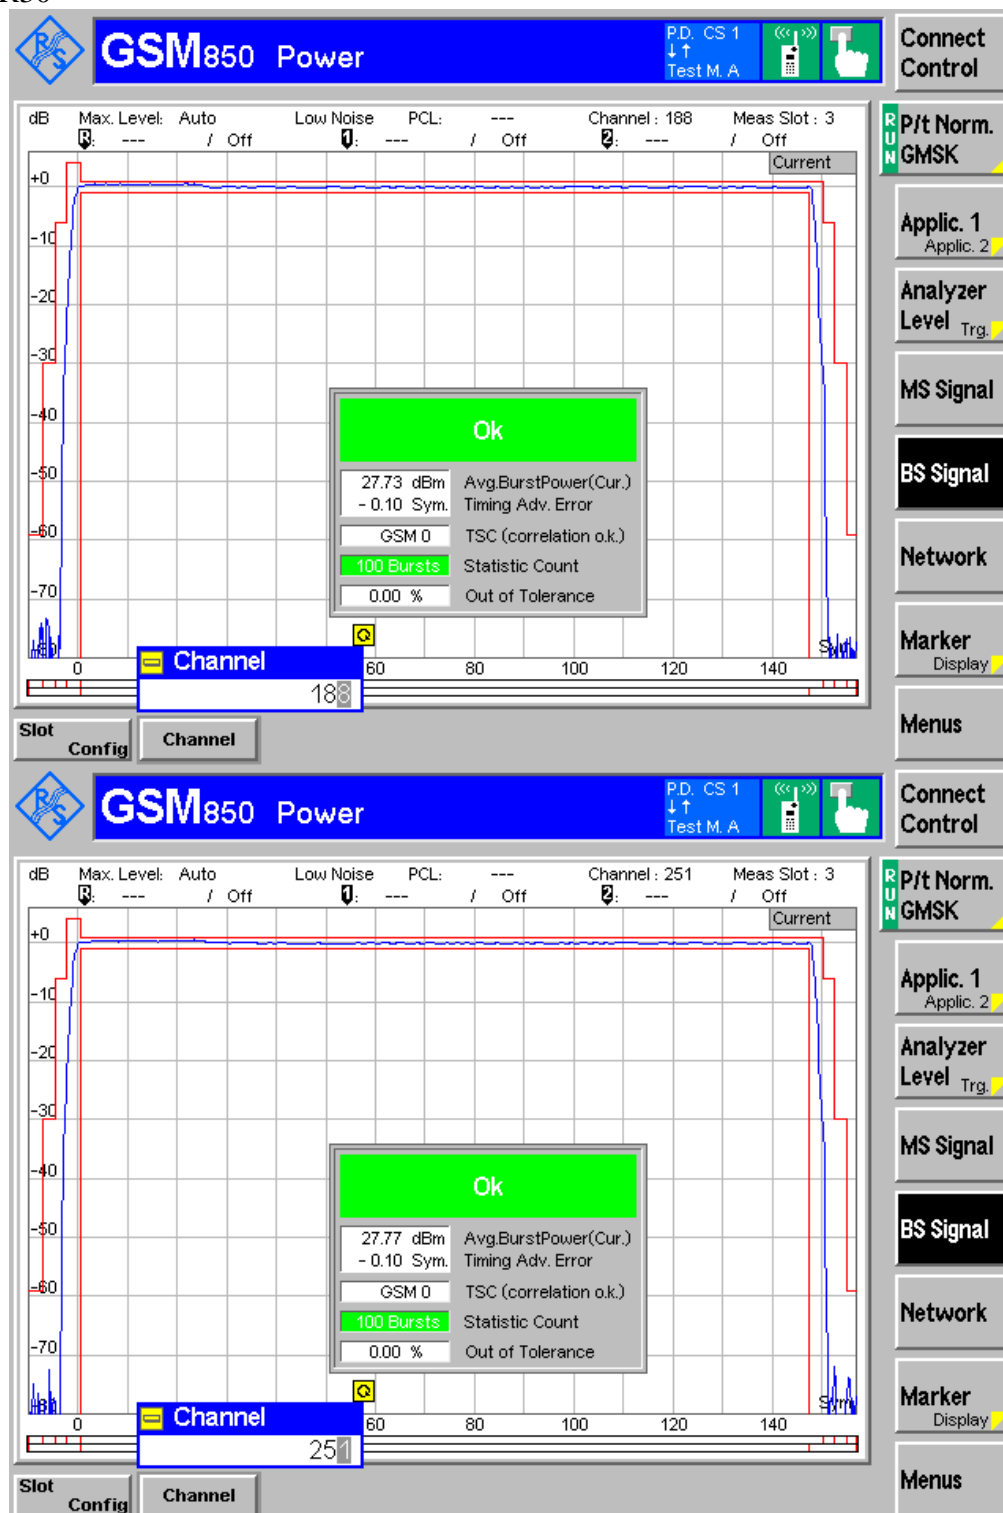 R/S GSM850 Power P.D. CS 1
Test M. A
Connect Control
dB Max. Level: Auto Low Noise PCL: --- Channel : 188 Meas Slot : 3
R: --- / Off 1: --- / Off 2: --- / Off
Current
+0
-10
-20
-30
-40
-50
-60
-70
Ok
27.73 dBm Avg.BurstPower(Cur.)
- 0.10 Sym. Timing Adv. Error
GSM 0 TSC (correlation o.k.)
100 Bursts Statistic Count
0.00 % Out of Tolerance
0 60 80 100 120 140
Channel
188
Slot Config
Channel
RUN
P/t Norm. GMSK
Applic. 1
Applic. 2
Analyzer Level Trg.
MS Signal
BS Signal
Network
Marker
Display
Menus
R/S GSM850 Power P.D. CS 1
Test M. A
Connect Control
dB Max. Level: Auto Low Noise PCL: --- Channel : 251 Meas Slot : 3
R: --- / Off 1: --- / Off 2: --- / Off
Current
+0
-10
-20
-30
-40
-50
-60
-70
Ok
27.77 dBm Avg.BurstPower(Cur.)
- 0.10 Sym. Timing Adv. Error
GSM 0 TSC (correlation o.k.)
100 Bursts Statistic Count
0.00 % Out of Tolerance
0 60 80 100 120 140
Channel
251
Slot Config
Channel
RUN
P/t Norm. GMSK
Applic. 1
Applic. 2
Analyzer Level Trg.
MS Signal
BS Signal
Network
Marker
Display
Menus